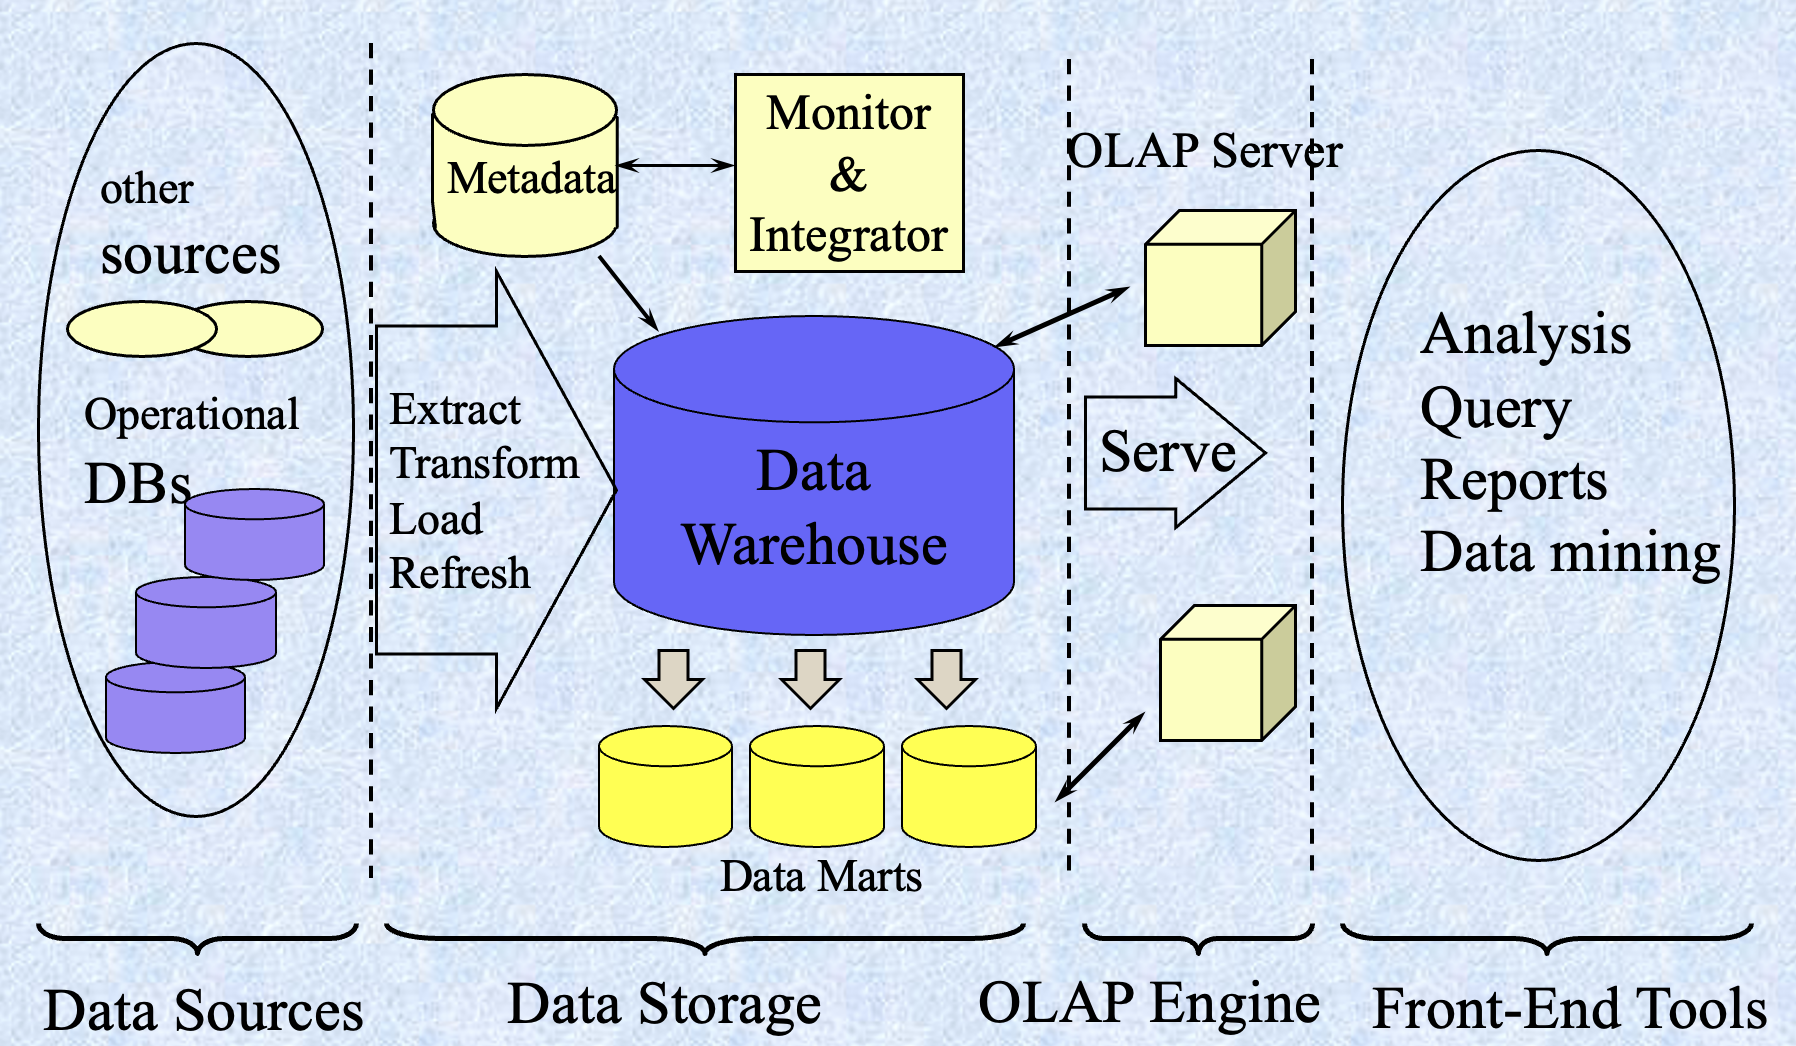 other
sources
Operational
DBs
Metadata
Monitor
&
Integrator
Extract
Transform
Load
Refresh
Data
Warehouse
Data Marts
OLAP Server
Serve
Analysis
Query
Reports
Data mining
Data Sources
Data Storage
OLAP Engine
Front-End Tools